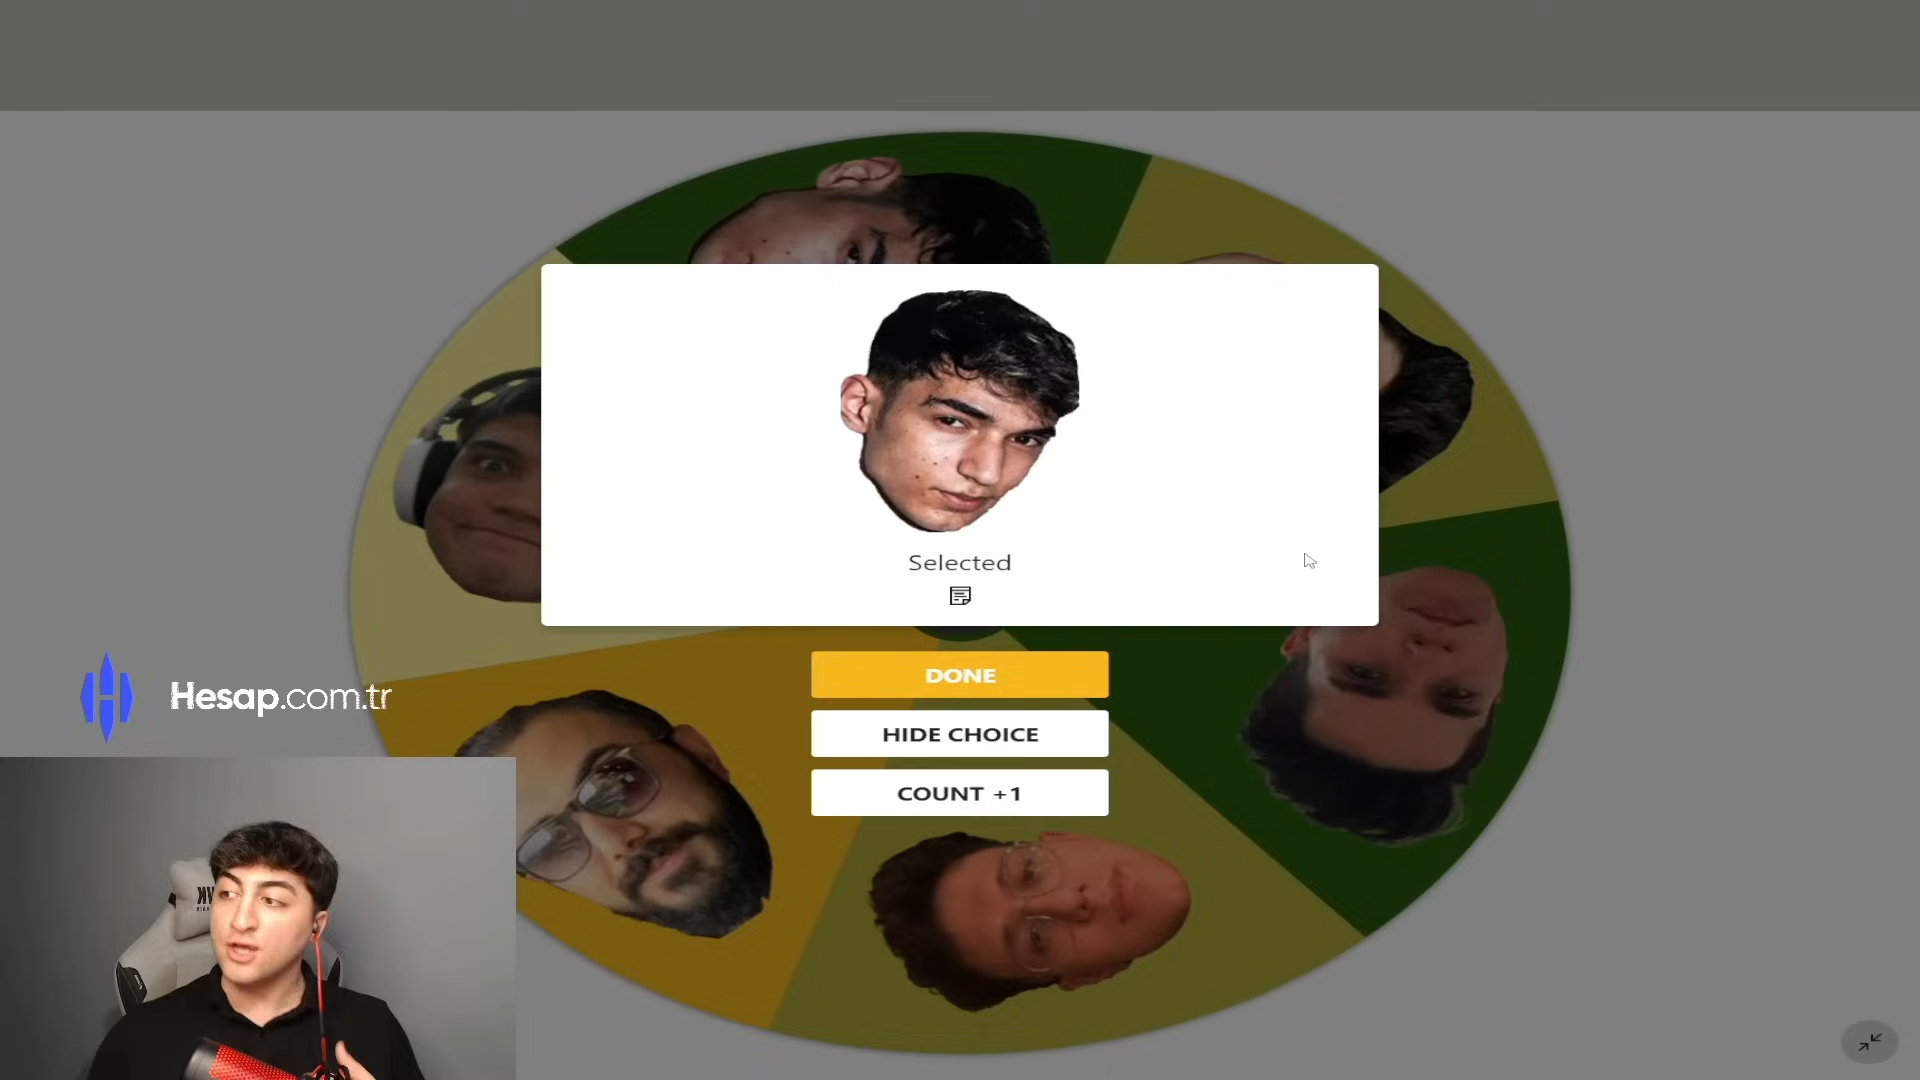 Selected
DONE
HIDE CHOICE
COUNT +1
Hesap.com.tr